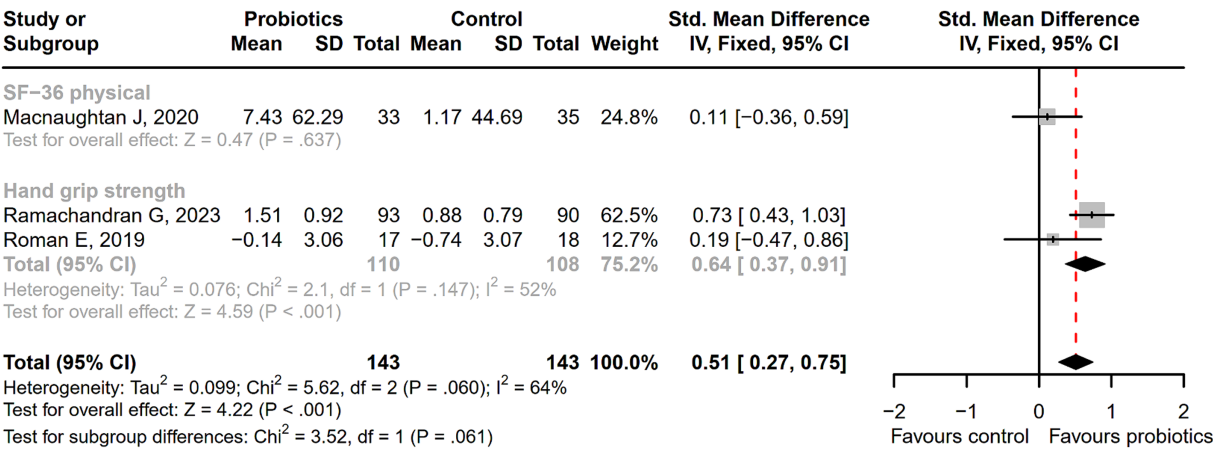 Study or Probiotics Control Std. Mean Difference Std. Mean Difference
Subgroup Mean SD Total Mean SD Total Weight IV, Fixed, 95% CI IV, Fixed, 95% CI
SF−36 physical
Macnaughtan J, 2020 7.43 62.29 33 1.17 44.69 35 24.8% 0.11 [−0.36, 0.59]
Test for overall effect: Z = 0.47 (P = .637)
Hand grip strength
Ramachandran G, 2023 1.51 0.92 93 0.88 0.79 90 62.5% 0.73 [ 0.43, 1.03]
Roman E, 2019 −0.14 3.06 17 −0.74 3.07 18 12.7% 0.19 [−0.47, 0.86]
Total (95% CI) 110 108 75.2% 0.64 [ 0.37, 0.91]
Heterogeneity: Tau² = 0.076; Chi² = 2.1, df = 1 (P = .147); I² = 52%
Test for overall effect: Z = 4.59 (P < .001)
Total (95% CI) 143 143 100.0% 0.51 [ 0.27, 0.75]
Heterogeneity: Tau² = 0.099; Chi² = 5.62, df = 2 (P = .060); I² = 64%
Test for overall effect: Z = 4.22 (P < .001)
Test for subgroup differences: Chi² = 3.52, df = 1 (P = .061)
−2 −1 0 1 2
Favours control Favours probiotics